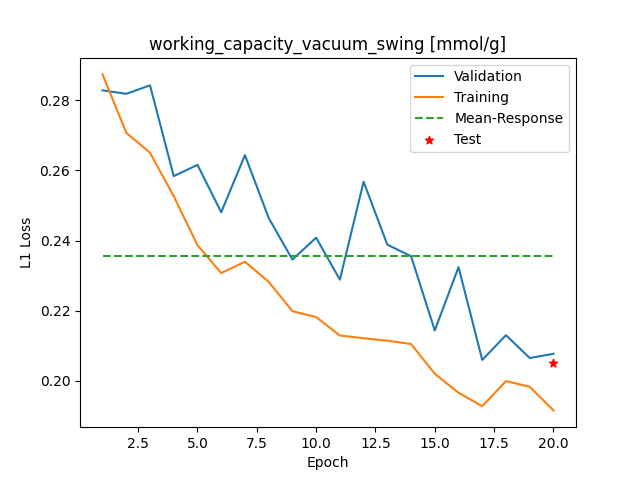 working_capacity_vacuum_swing [mmol/g]
Validation
Training
Mean-Response
Test
L1 Loss
0.28
0.26
0.24
0.22
0.20
2.5 5.0 7.5 10.0 12.5 15.0 17.5 20.0
Epoch